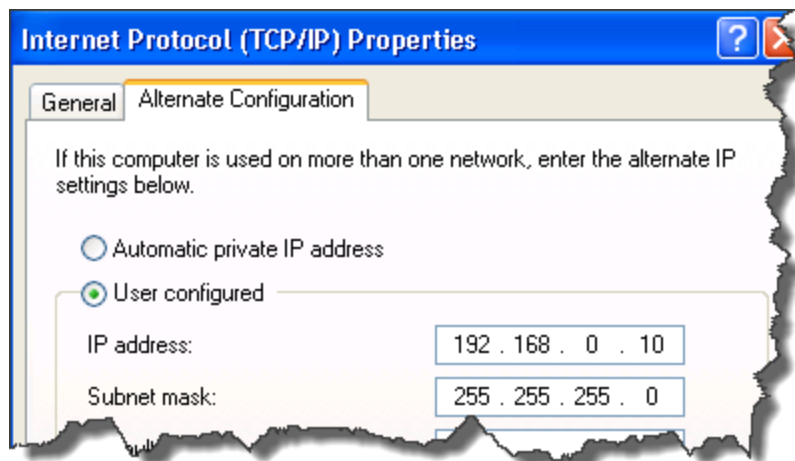 Internet Protocol (TCP/IP) Properties
General
Alternate Configuration
If this computer is used on more than one network, enter the alternate IP
settings below.
Automatic private IP address
User configured
IP address: 192 . 168 . 0 . 10
Subnet mask: 255 . 255 . 255 . 0